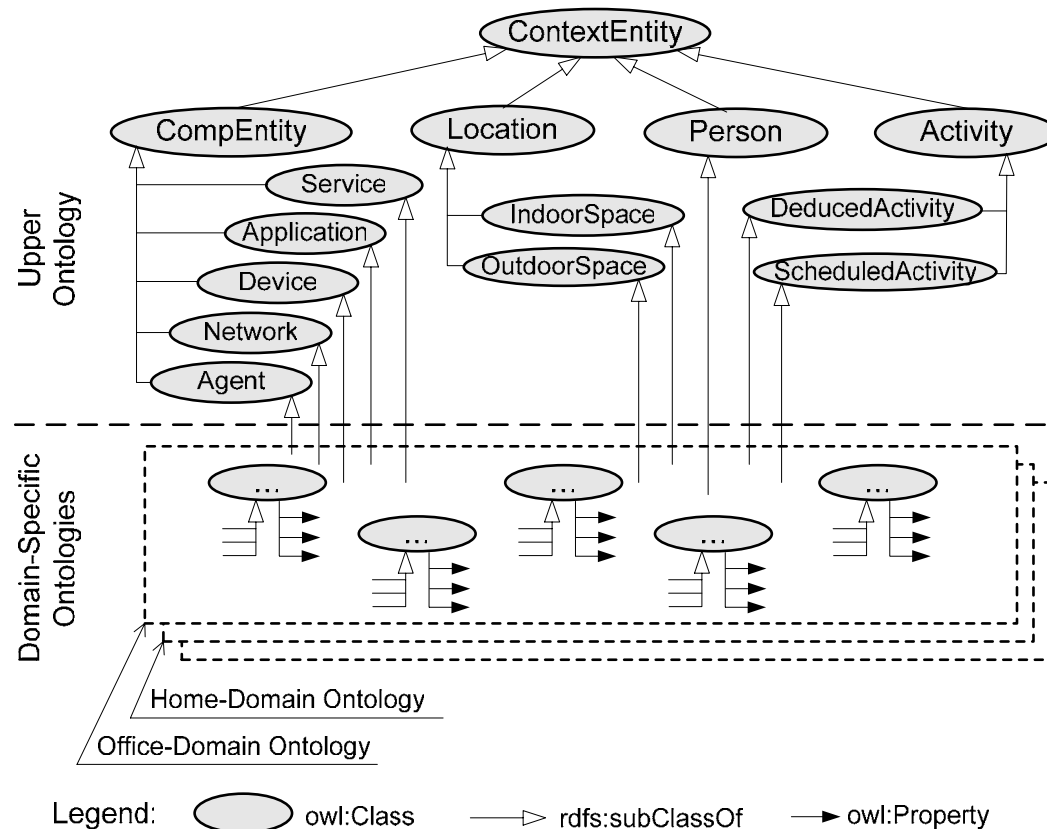 ContextEntity
CompEntity
Location
Person
Activity
Service
Application
Device
Network
Agent
IndoorSpace
OutdoorSpace
DeducedActivity
ScheduledActivity
Upper
Ontology
Domain-Specific
Ontologies
...
...
...
...
...
Home-Domain Ontology
Office-Domain Ontology
Legend: owl:Class rdfs:subClassOf owl:Property